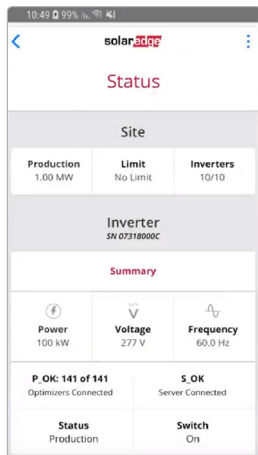 10:49 99%
solaredge
Status
Site
Production Limit Inverters
1.00 MW No Limit 10/10
Inverter
SN 07318000C
Summary
Power Voltage Frequency
100 kW 277 V 60.0 Hz
P_OK: 141 of 141 S_OK
Optimizers Connected Server Connected
Status Switch
Production On